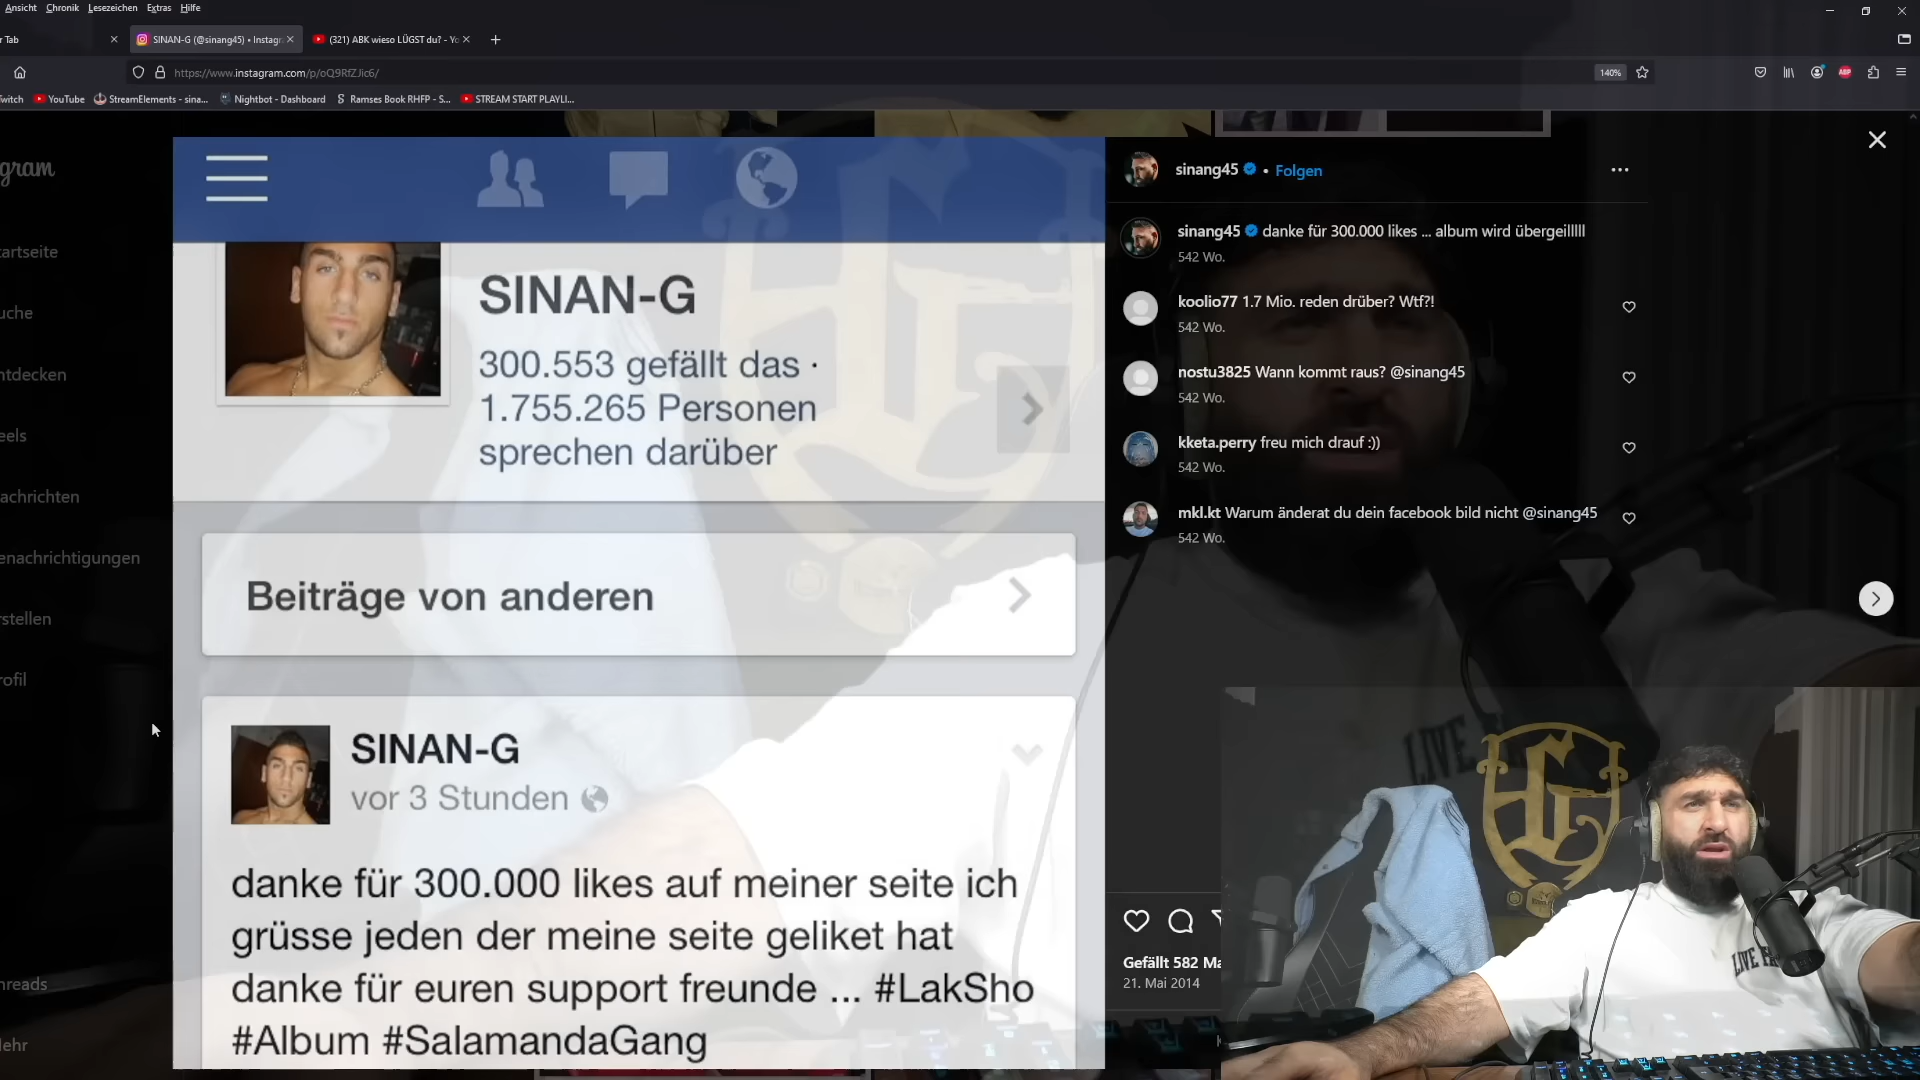 Ansicht Chronik Lesezeichen Extras Hilfe
r Tab
SINAN-G (@sinang45) • Instagr
(321) ABK wieso LÜGST du? - Yo
https://www.instagram.com/p/oQ9RfZJic6/
140%
ABP
witch
YouTube
StreamElements - sina...
Nightbot - Dashboard
Ramses Book RHFP - S...
STREAM START PLAYLI...
gram
artseite
uche
ntdecken
eels
achrichten
enachrichtigungen
rstellen
rofil
hreads
ehr
SINAN-G
300.553 gefällt das ·
1.755.265 Personen
sprechen darüber
Beiträge von anderen
SINAN-G
vor 3 Stunden
danke für 300.000 likes auf meiner seite ich
grüsse jeden der meine seite geliket hat
danke für euren support freunde ... #LakSho
#Album #SalamandaGang
sinang45 • Folgen
sinang45 danke für 300.000 likes ... album wird übergeilllll
542 Wo.
koolio77 1.7 Mio. reden drüber? Wtf?!
542 Wo.
nostu3825 Wann kommt raus? @sinang45
542 Wo.
kketa.perry freu mich drauf :))
542 Wo.
mkl.kt Warum änderat du dein facebook bild nicht @sinang45
542 Wo.
Gefällt 582 Ma
21. Mai 2014
LIVE